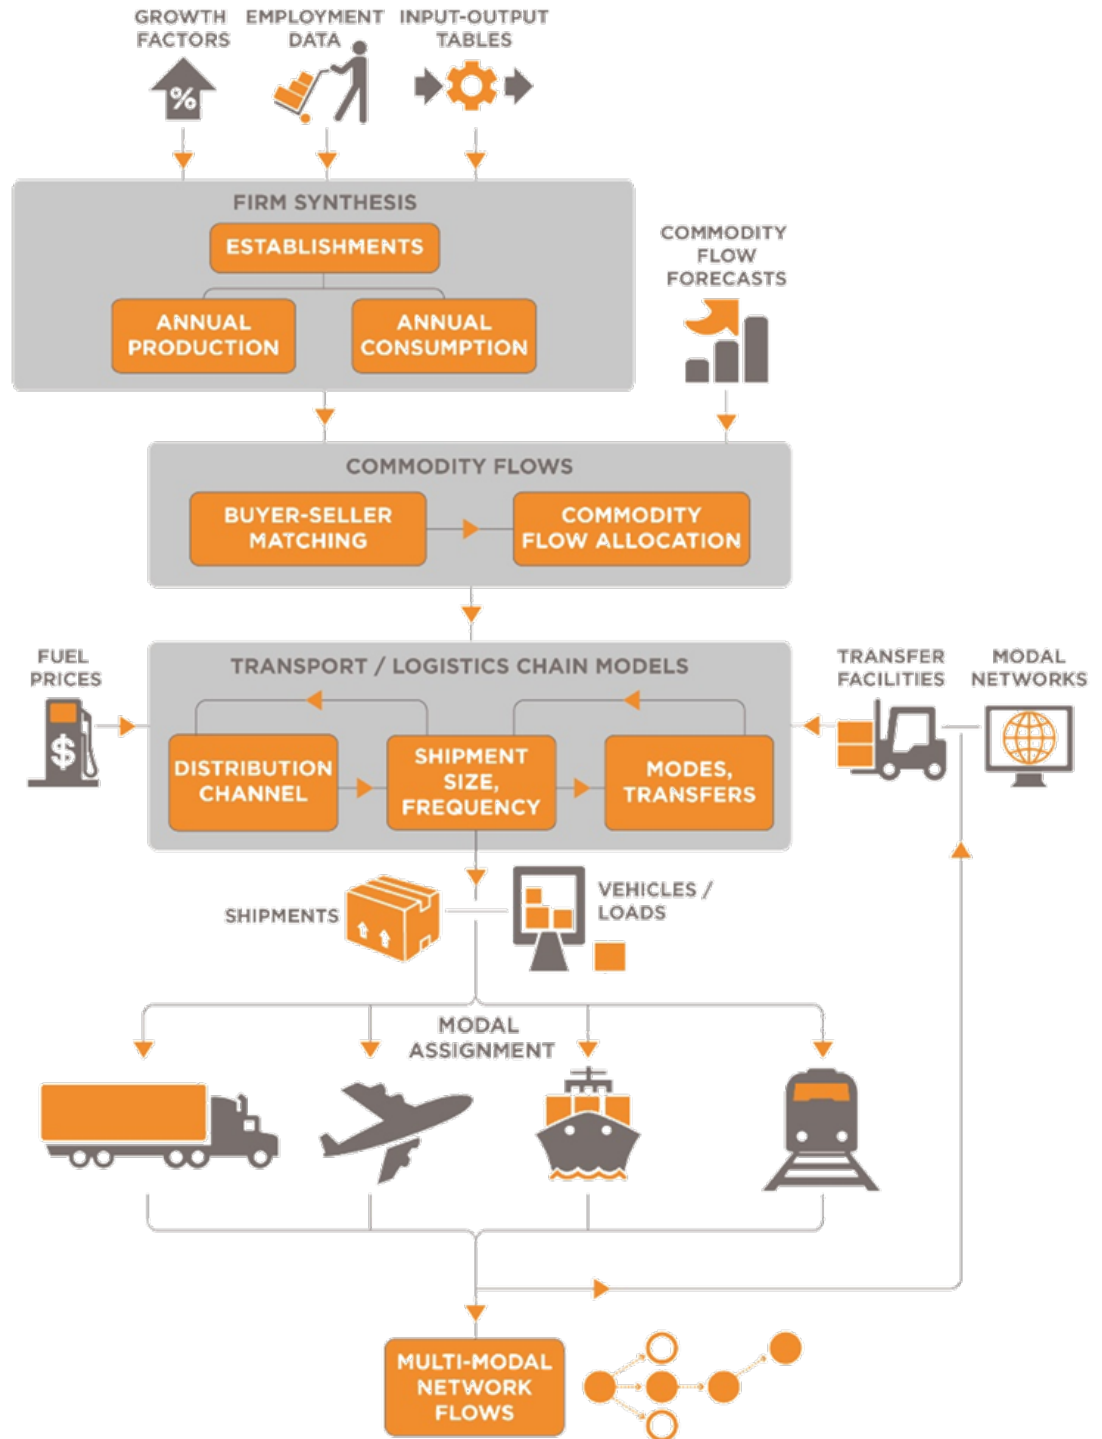 GROWTH
FACTORS
EMPLOYMENT
DATA
INPUT-OUTPUT
TABLES
%
FIRM SYNTHESIS
ESTABLISHMENTS
ANNUAL
PRODUCTION
ANNUAL
CONSUMPTION
COMMODITY
FLOW
FORECASTS
COMMODITY FLOWS
BUYER-SELLER
MATCHING
COMMODITY
FLOW ALLOCATION
FUEL
PRICES
$
TRANSPORT / LOGISTICS CHAIN MODELS
DISTRIBUTION
CHANNEL
SHIPMENT
SIZE,
FREQUENCY
MODES,
TRANSFERS
TRANSFER
FACILITIES
MODAL
NETWORKS
SHIPMENTS
VEHICLES /
LOADS
MODAL
ASSIGNMENT
MULTI-MODAL
NETWORK
FLOWS